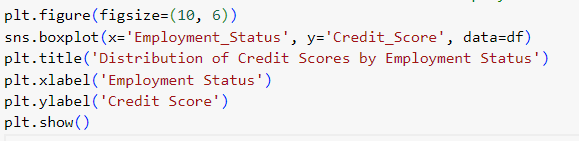 plt.figure(figsize=(10, 6))
sns.boxplot(x='Employment_Status', y='Credit_Score', data=df)
plt.title('Distribution of Credit Scores by Employment Status')
plt.xlabel('Employment Status')
plt.ylabel('Credit Score')
plt.show()